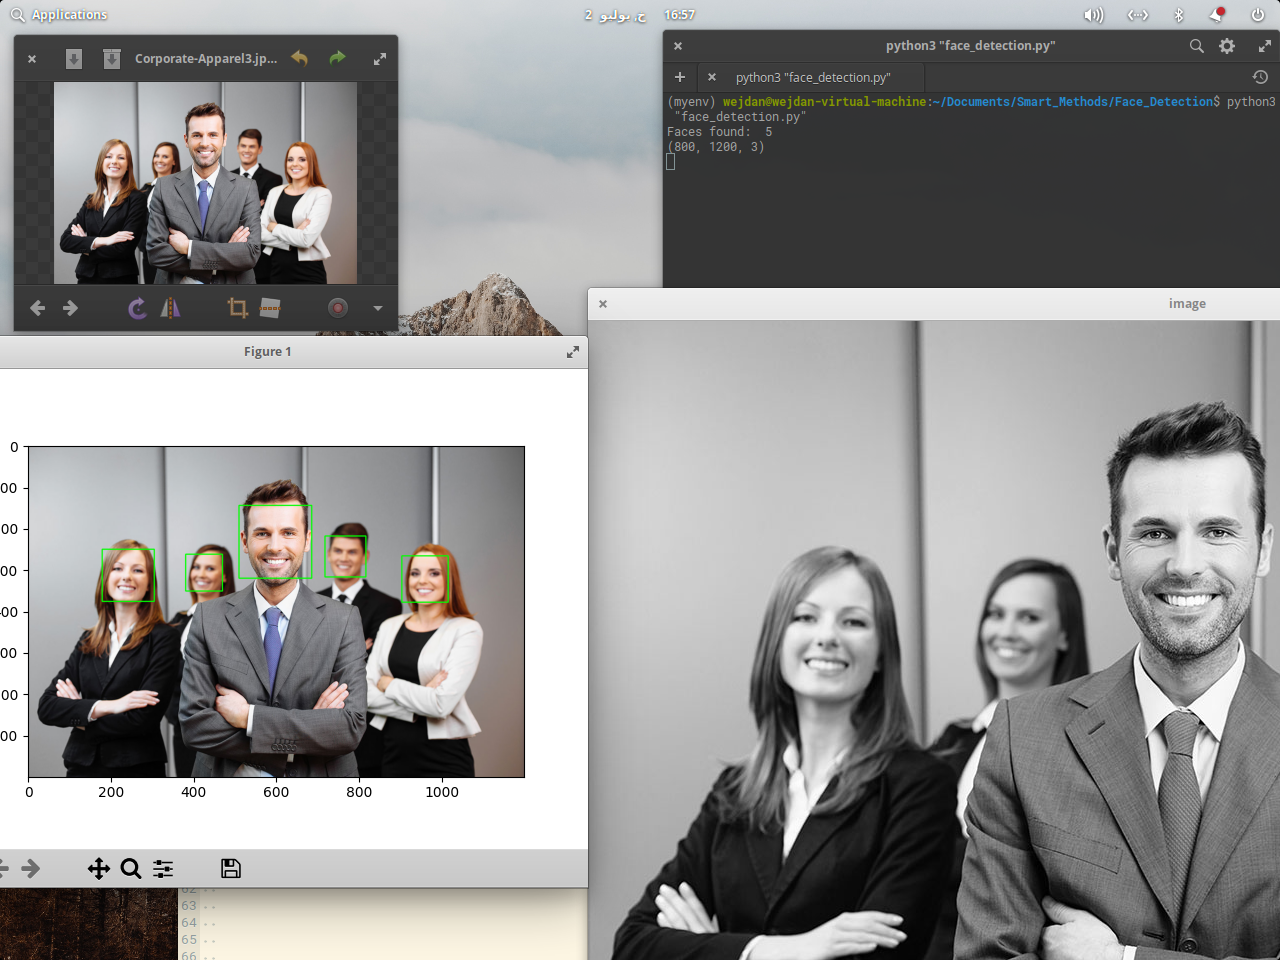 Applications
2 ح, يوليو
16:57
Corporate-Apparel3.jp...
python3 "face_detection.py"
python3 "face_detection.py"
(myenv) wejdan@wejdan-virtual-machine:~/Documents/Smart_Methods/Face_Detection$ python3
"face_detection.py"
Faces found:  5
(800, 1200, 3)
image
Figure 1
0
00
00
00
00
00
00
00
0
200
400
600
800
1000
62
63
64
65
66